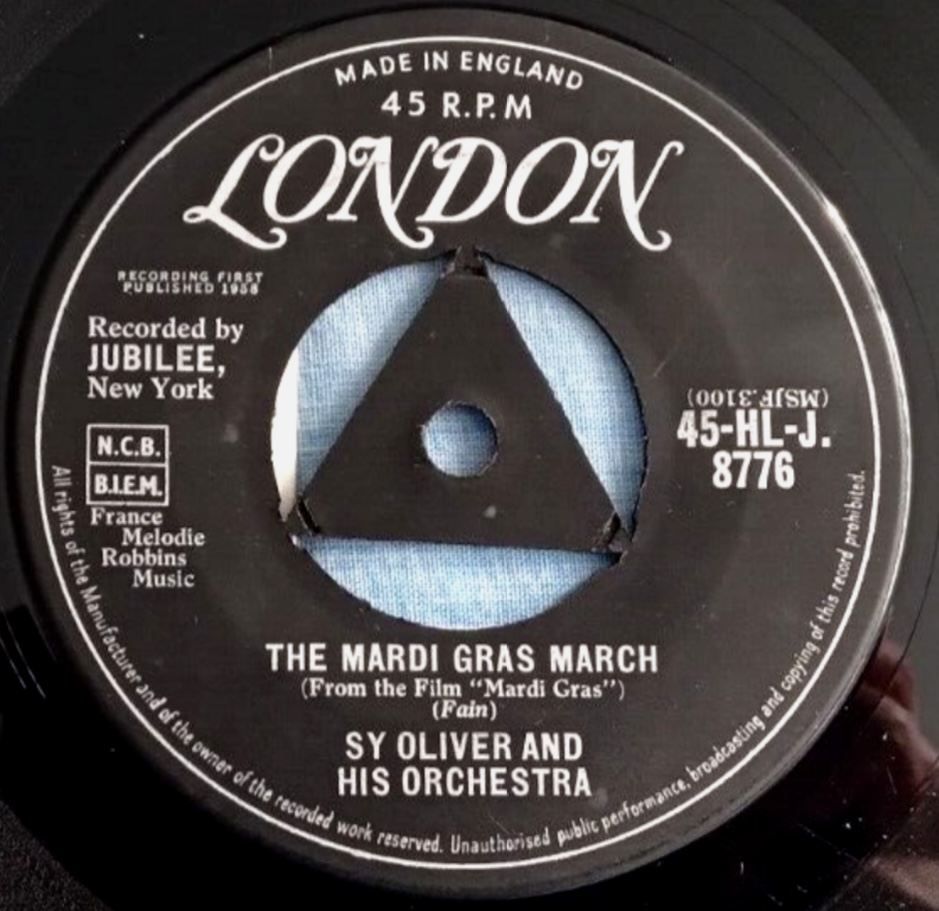 MADE IN ENGLAND
45 R.P.M
LONDON
RECORDING FIRST
PUBLISHED 1958
Recorded by
JUBILEE,
New York
N.C.B.
B.I.E.M.
France
Melodie
Robbins
Music
(MSJF.3100)
45-HL-J.
8776
THE MARDI GRAS MARCH
(From the Film "Mardi Gras")
(Fain)
SY OLIVER AND
HIS ORCHESTRA
All rights of the Manufacturer and of the owner of the recorded work reserved. Unauthorised public performance, broadcasting and copying of this record prohibited.